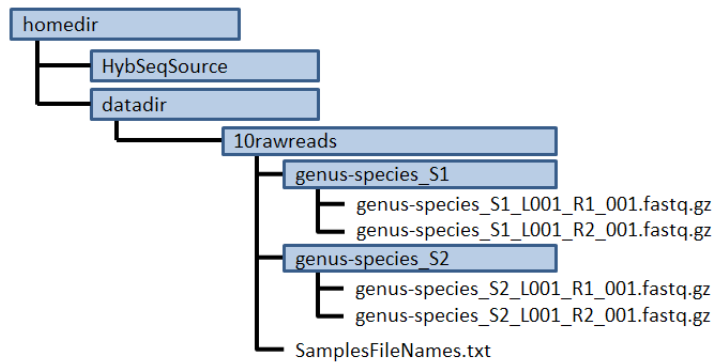 homedir
HybSeqSource
datadir
10rawreads
genus-species_S1
genus-species_S1_L001_R1_001.fastq.gz
genus-species_S1_L001_R2_001.fastq.gz
genus-species_S2
genus-species_S2_L001_R1_001.fastq.gz
genus-species_S2_L001_R2_001.fastq.gz
SamplesFileNames.txt